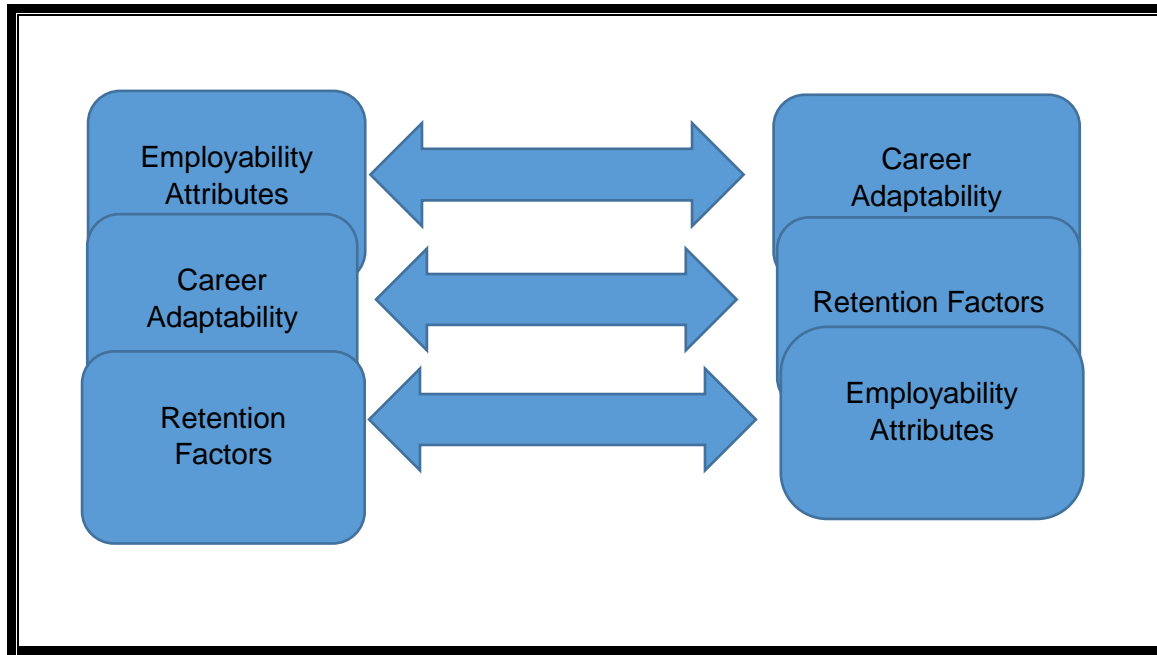 Employability
Attributes
Career
Adaptability
Retention
Factors
Career
Adaptability
Retention Factors
Employability
Attributes